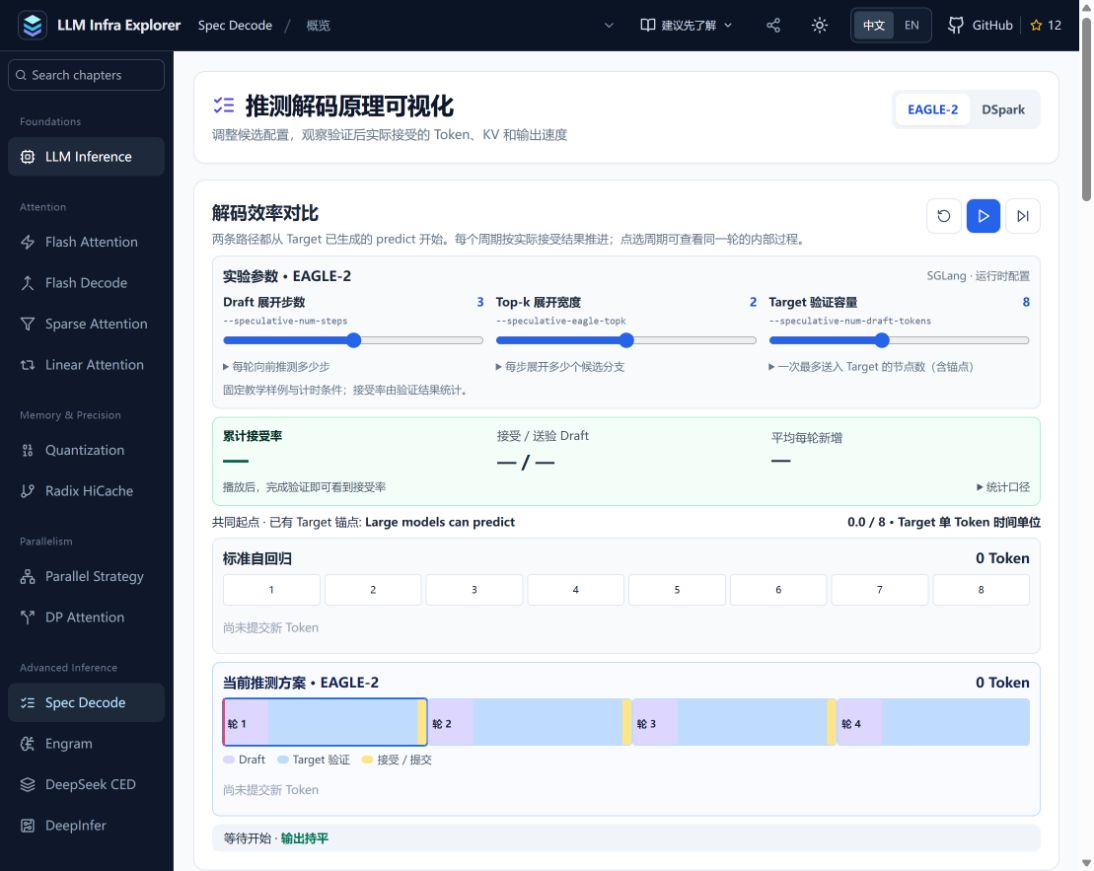 LLM Infra Explorer
Spec Decode / 概览
建议先了解
中文 EN
GitHub 12
Search chapters
Foundations
LLM Inference
Attention
Flash Attention
Flash Decode
Sparse Attention
Linear Attention
Memory & Precision
Quantization
Radix HiCache
Parallelism
Parallel Strategy
DP Attention
Advanced Inference
Spec Decode
Engram
DeepSeek CED
DeepInfer
推测解码原理可视化
调整候选配置，观察验证后实际接受的 Token、KV 和输出速度
EAGLE-2 DSpark
解码效率对比
两条路径都从 Target 已生成的 predict 开始。每个周期按实际接受结果推进；点选周期可查看同一轮的内部过程。
实验参数 • EAGLE-2
SGLang · 运行时配置
Draft 展开步数 3
--speculative-num-steps
每轮向前推测多少步
Top-k 展开宽度 2
--speculative-eagle-topk
每步展开多少个候选分支
Target 验证容量 8
--speculative-num-draft-tokens
一次最多送入 Target 的节点数（含锚点）
固定教学样例与计时条件；接受率由验证结果统计。
累计接受率
—
接受 / 送验 Draft
— / —
平均每轮新增
—
播放后，完成验证即可看到接受率
统计口径
共同起点 · 已有 Target 锚点: Large models can predict
0.0 / 8 • Target 单 Token 时间单位
标准自回归 0 Token
1 2 3 4 5 6 7 8
尚未提交新 Token
当前推测方案 • EAGLE-2 0 Token
轮 1 轮 2 轮 3 轮 4
Draft Target 验证 接受 / 提交
尚未提交新 Token
等待开始 · 输出持平